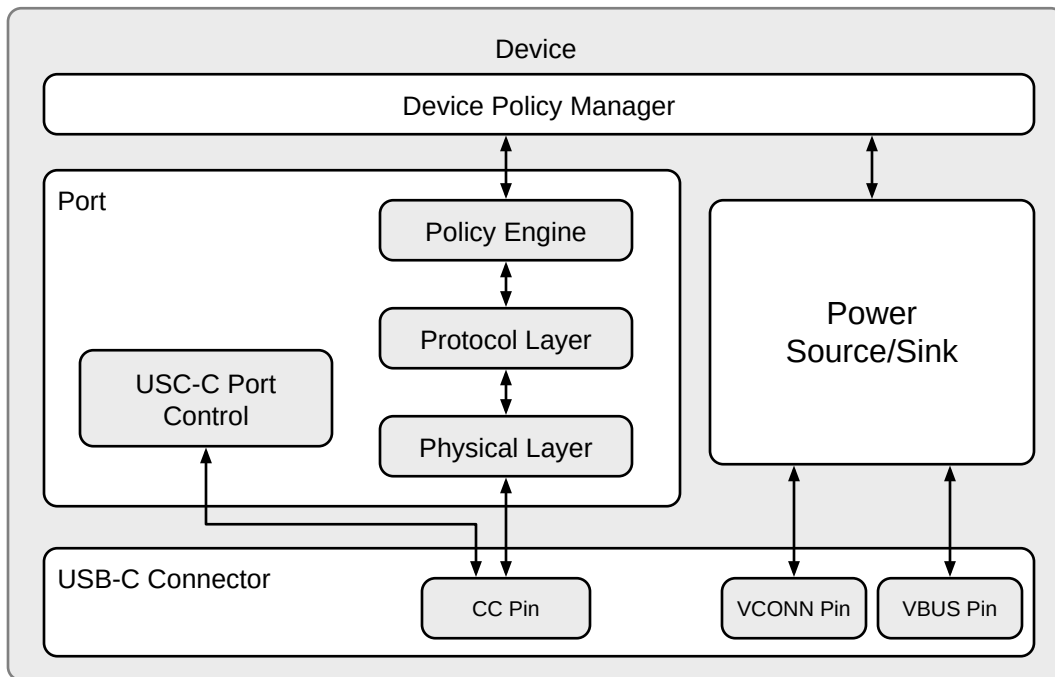 Device
Device Policy Manager
Port
Policy Engine
Protocol Layer
USC-C Port
Control
Physical Layer
Power
Source/Sink
USB-C Connector
CC Pin
VCONN Pin
VBUS Pin